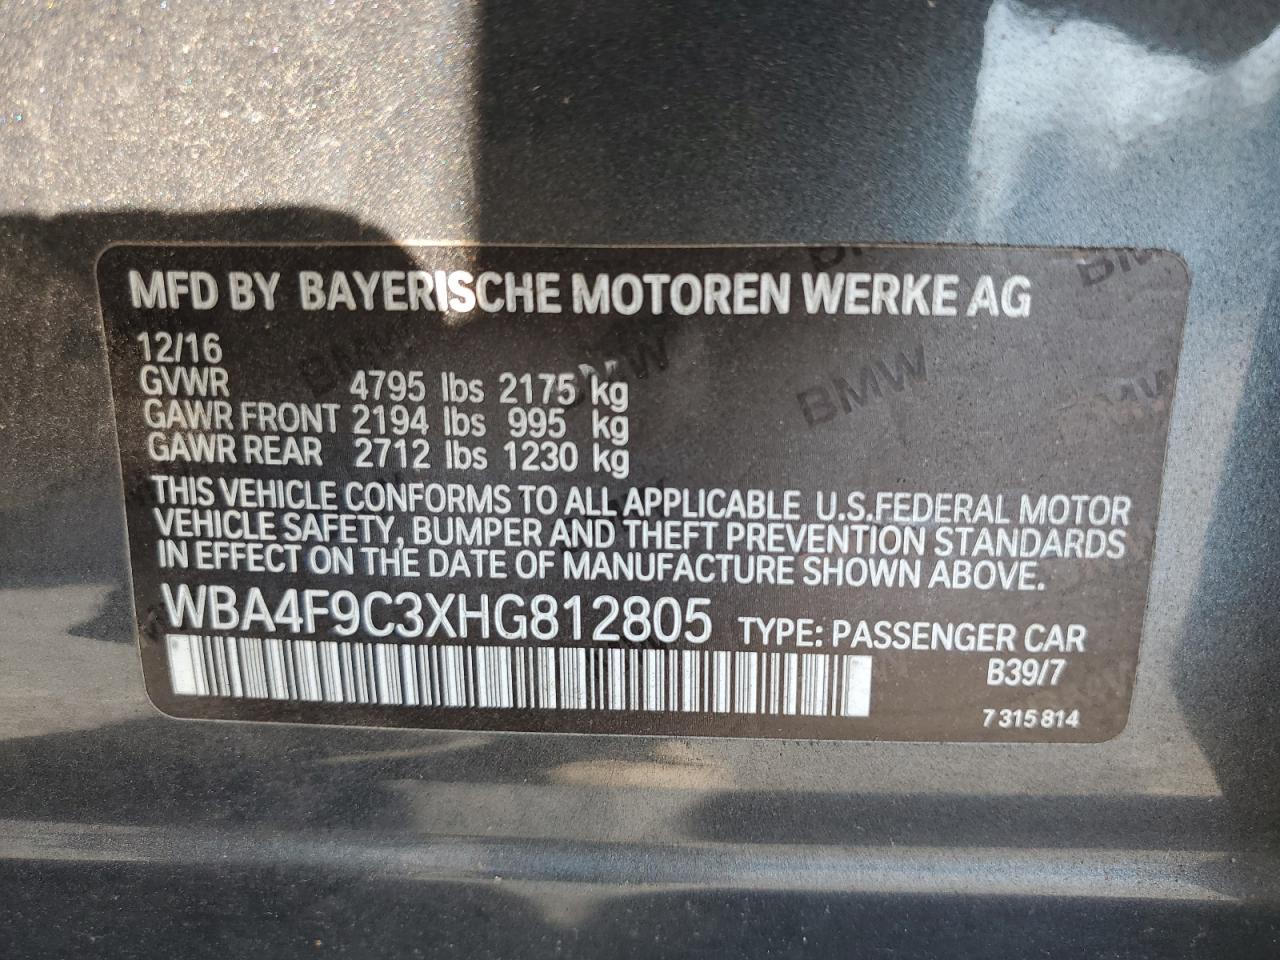 MFD BY BAYERISCHE MOTOREN WERKE AG
12/16
GVWR 4795 lbs 2175 kg
GAWR FRONT 2194 lbs 995 kg
GAWR REAR 2712 lbs 1230 kg
THIS VEHICLE CONFORMS TO ALL APPLICABLE U.S.FEDERAL MOTOR
VEHICLE SAFETY, BUMPER AND THEFT PREVENTION STANDARDS
IN EFFECT ON THE DATE OF MANUFACTURE SHOWN ABOVE.
WBA4F9C3XHG812805 TYPE: PASSENGER CAR
B39/7
7 315 814
BMW
BMW
BMW